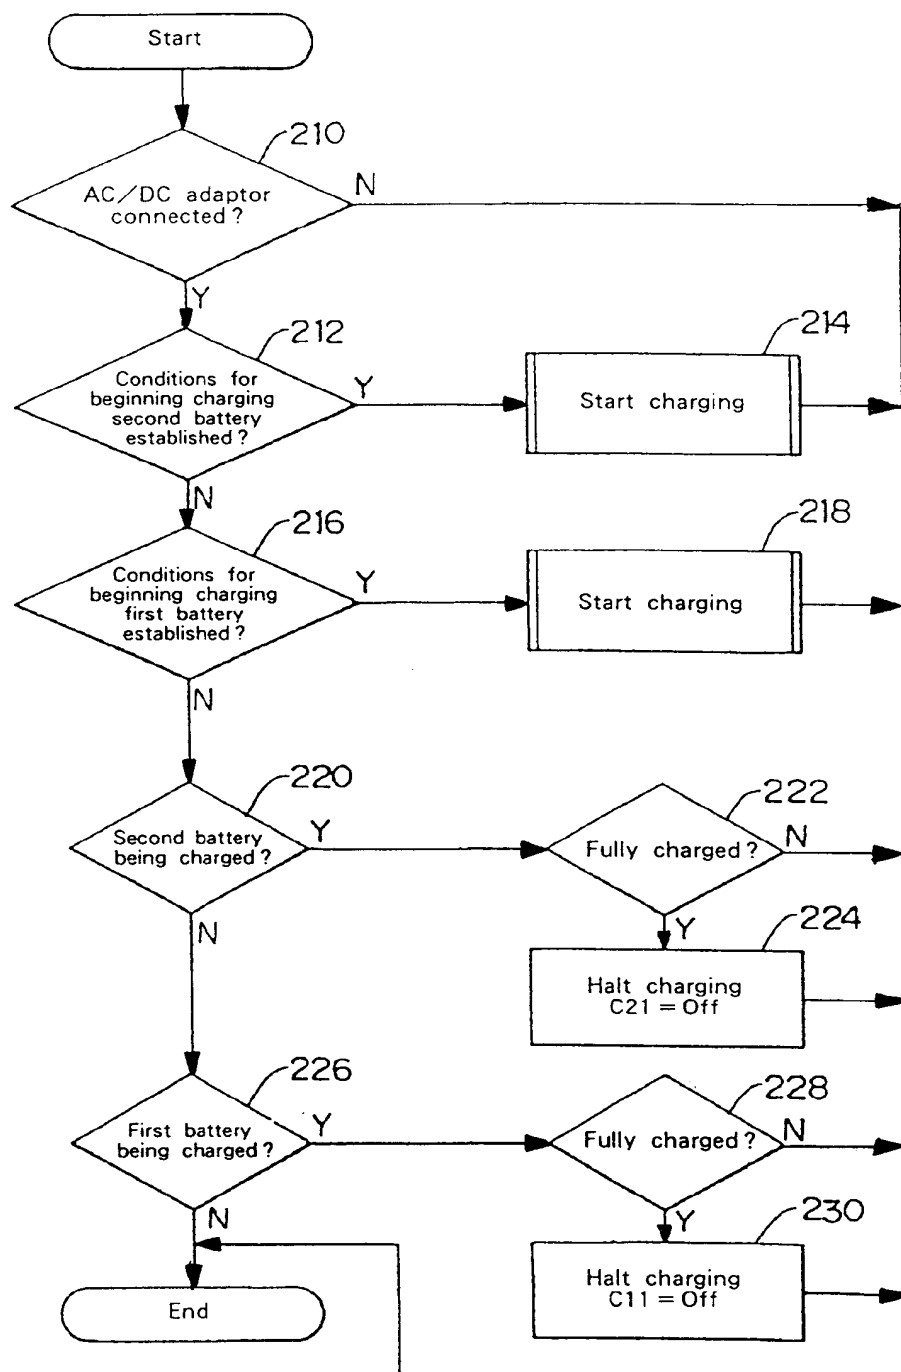 Start
210
AC/DC adaptor
connected?
N
Y
212
Conditions for
beginning charging
second battery
established?
Y
214
Start charging
N
216
Conditions for
beginning charging
first battery
established?
Y
218
Start charging
N
220
Second battery
being charged?
Y
222
Fully charged?
N
Y
N
224
Halt charging
C21=Off
226
First battery
being charged?
Y
228
Fully charged?
N
Y
N
230
Halt charging
C11=Off
End